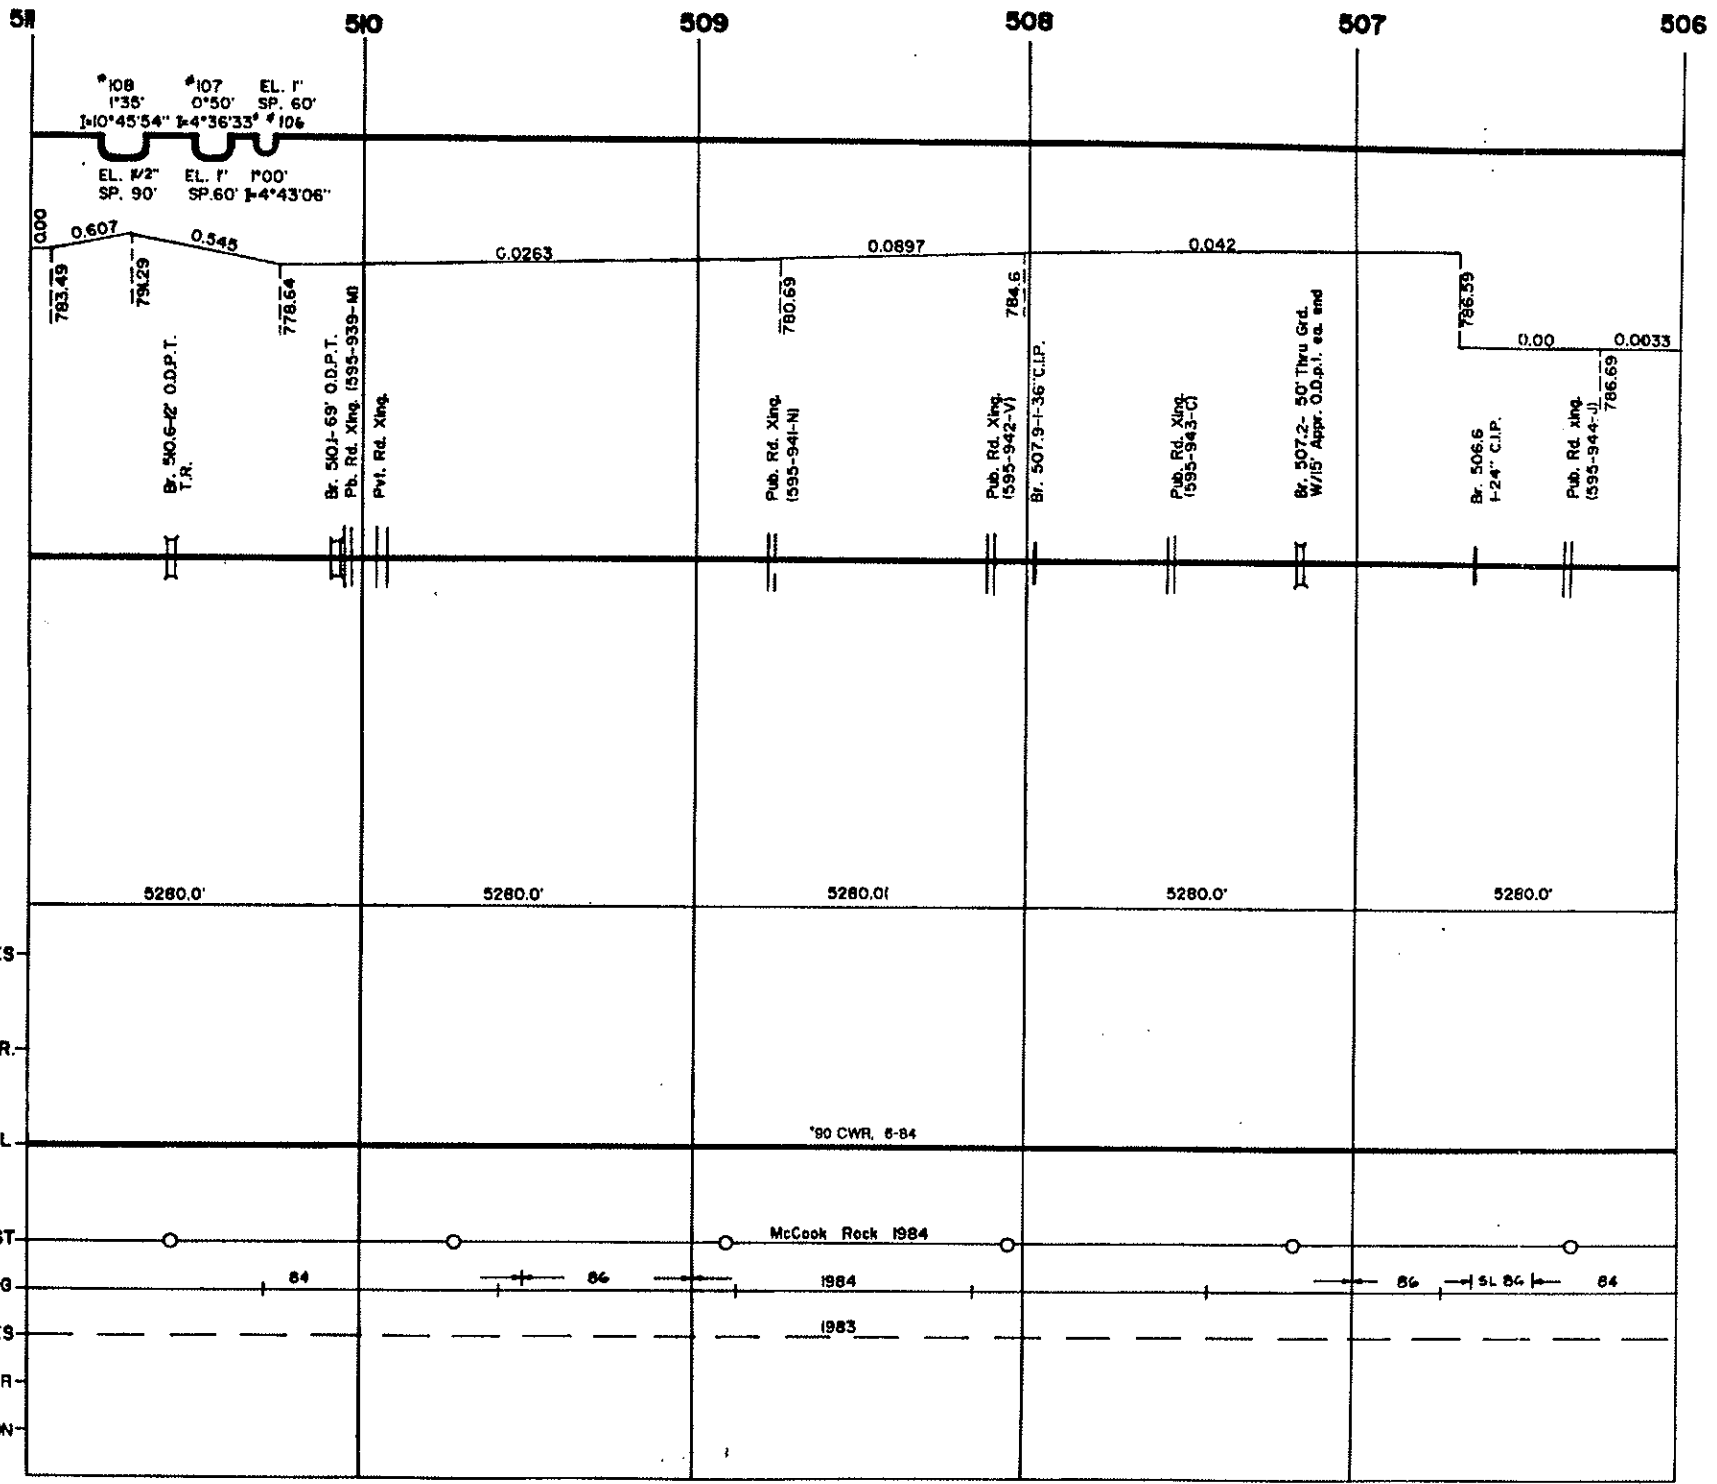 511 510 509 508 507 506
#108 #107 EL. 1"
1°35' 0°50' SP. 60'
I=10°45'54" I=4°36'33" #106
EL. 1 1/2" EL. 1" 1°00'
SP. 90' SP. 60' I=4°43'06"
0.00 0.607 0.545 0.0263 0.0897 0.042
783.49 791.29 778.64 780.69 784.6 786.59
0.00 0.0033
786.69
Br. 510.6-12' O.D.P.T.
T.R.
Br. 510.1-69' O.D.P.T.
Pb. Rd. Xing. (595-939-M)
Pvt. Rd. Xing.
Pub. Rd. Xing.
(595-941-N)
Pub. Rd. Xing.
(595-942-V)
Br. 507.9-1-36" C.I.P.
Pub. Rd. Xing.
(595-943-C)
Br. 507.2- 50' Thru Grd.
W/15' Appr. O.D.p.t. ea. end
Br. 506.6
1-24" C.I.P.
Pub. Rd. xing.
(595-944-J)
5280.0' 5280.0' 5280.0' 5280.0' 5280.0'
ES
R.
L
#90 CWR, 6-84
ST
McCook Rock 1984
G
84 86 1984 86 SL 86 84
ES
1983
R
ON